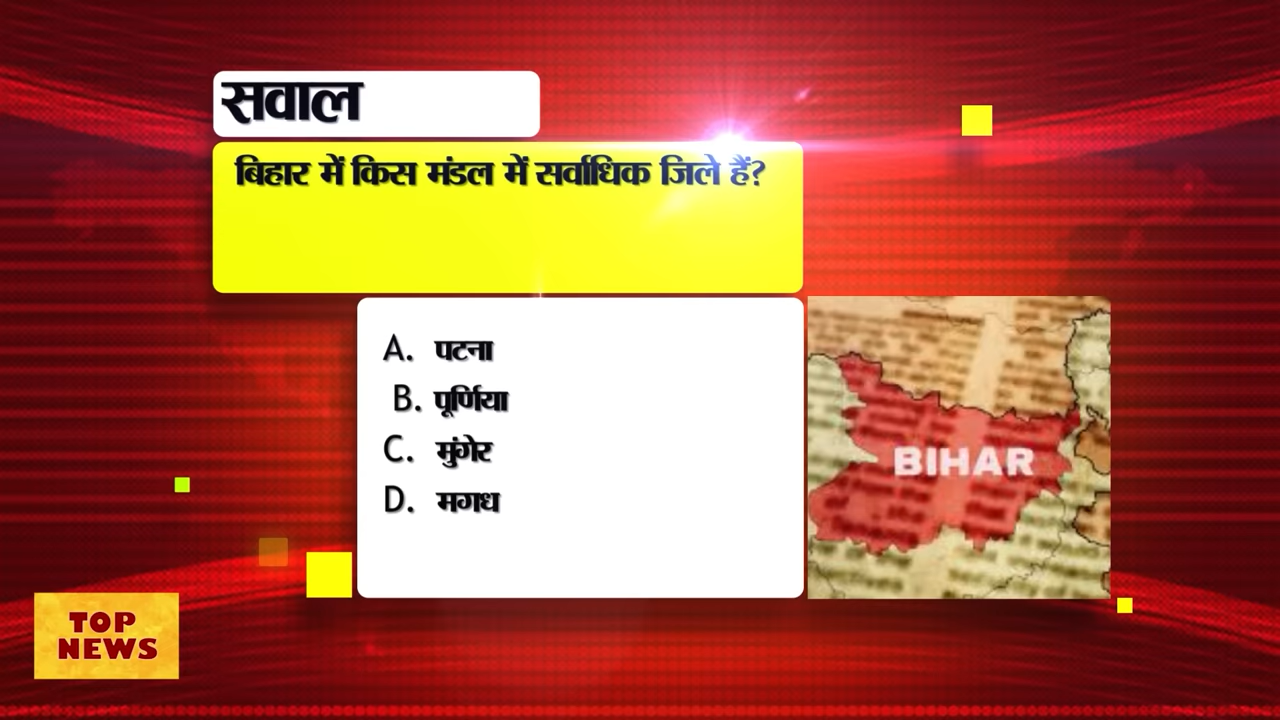 सवाल
बिहार में किस मंडल में सर्वाधिक जिले हैं?
A. पटना
B. पूर्णिया
C. मुंगेर
D. मगध
BIHAR
TOP
NEWS